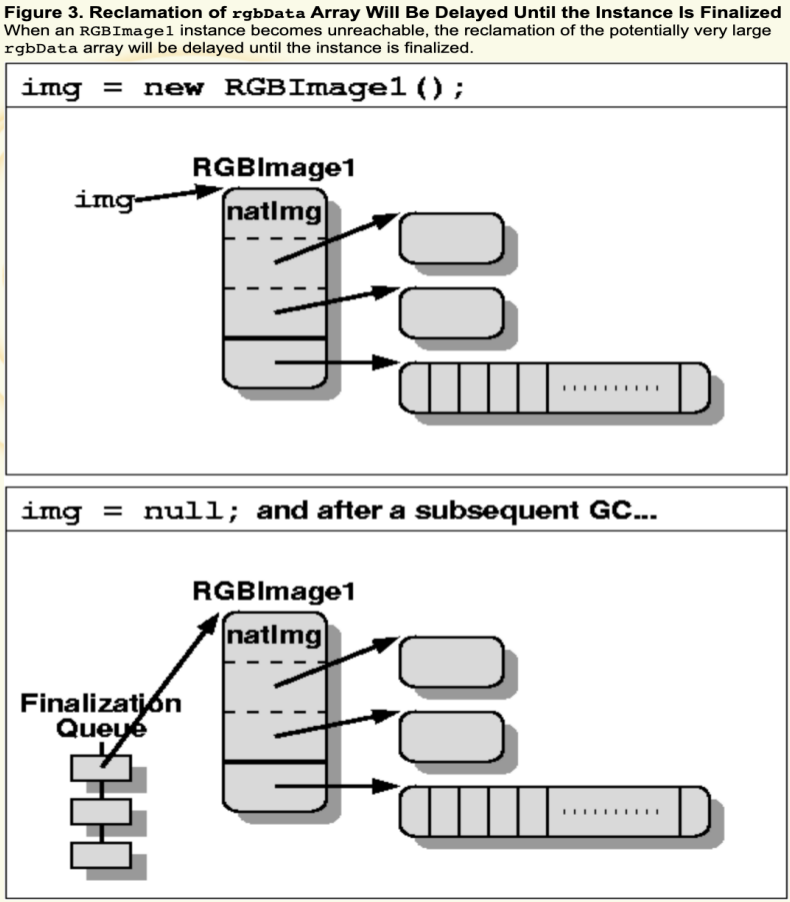 Figure 3. Reclamation of rgbData Array Will Be Delayed Until the Instance Is Finalized
When an RGBImage1 instance becomes unreachable, the reclamation of the potentially very large
rgbData array will be delayed until the instance is finalized.
img = new RGBImage1();
RGBImage1
img
natImg
img = null; and after a subsequent GC...
RGBImage1
natImg
Finalization
Queue